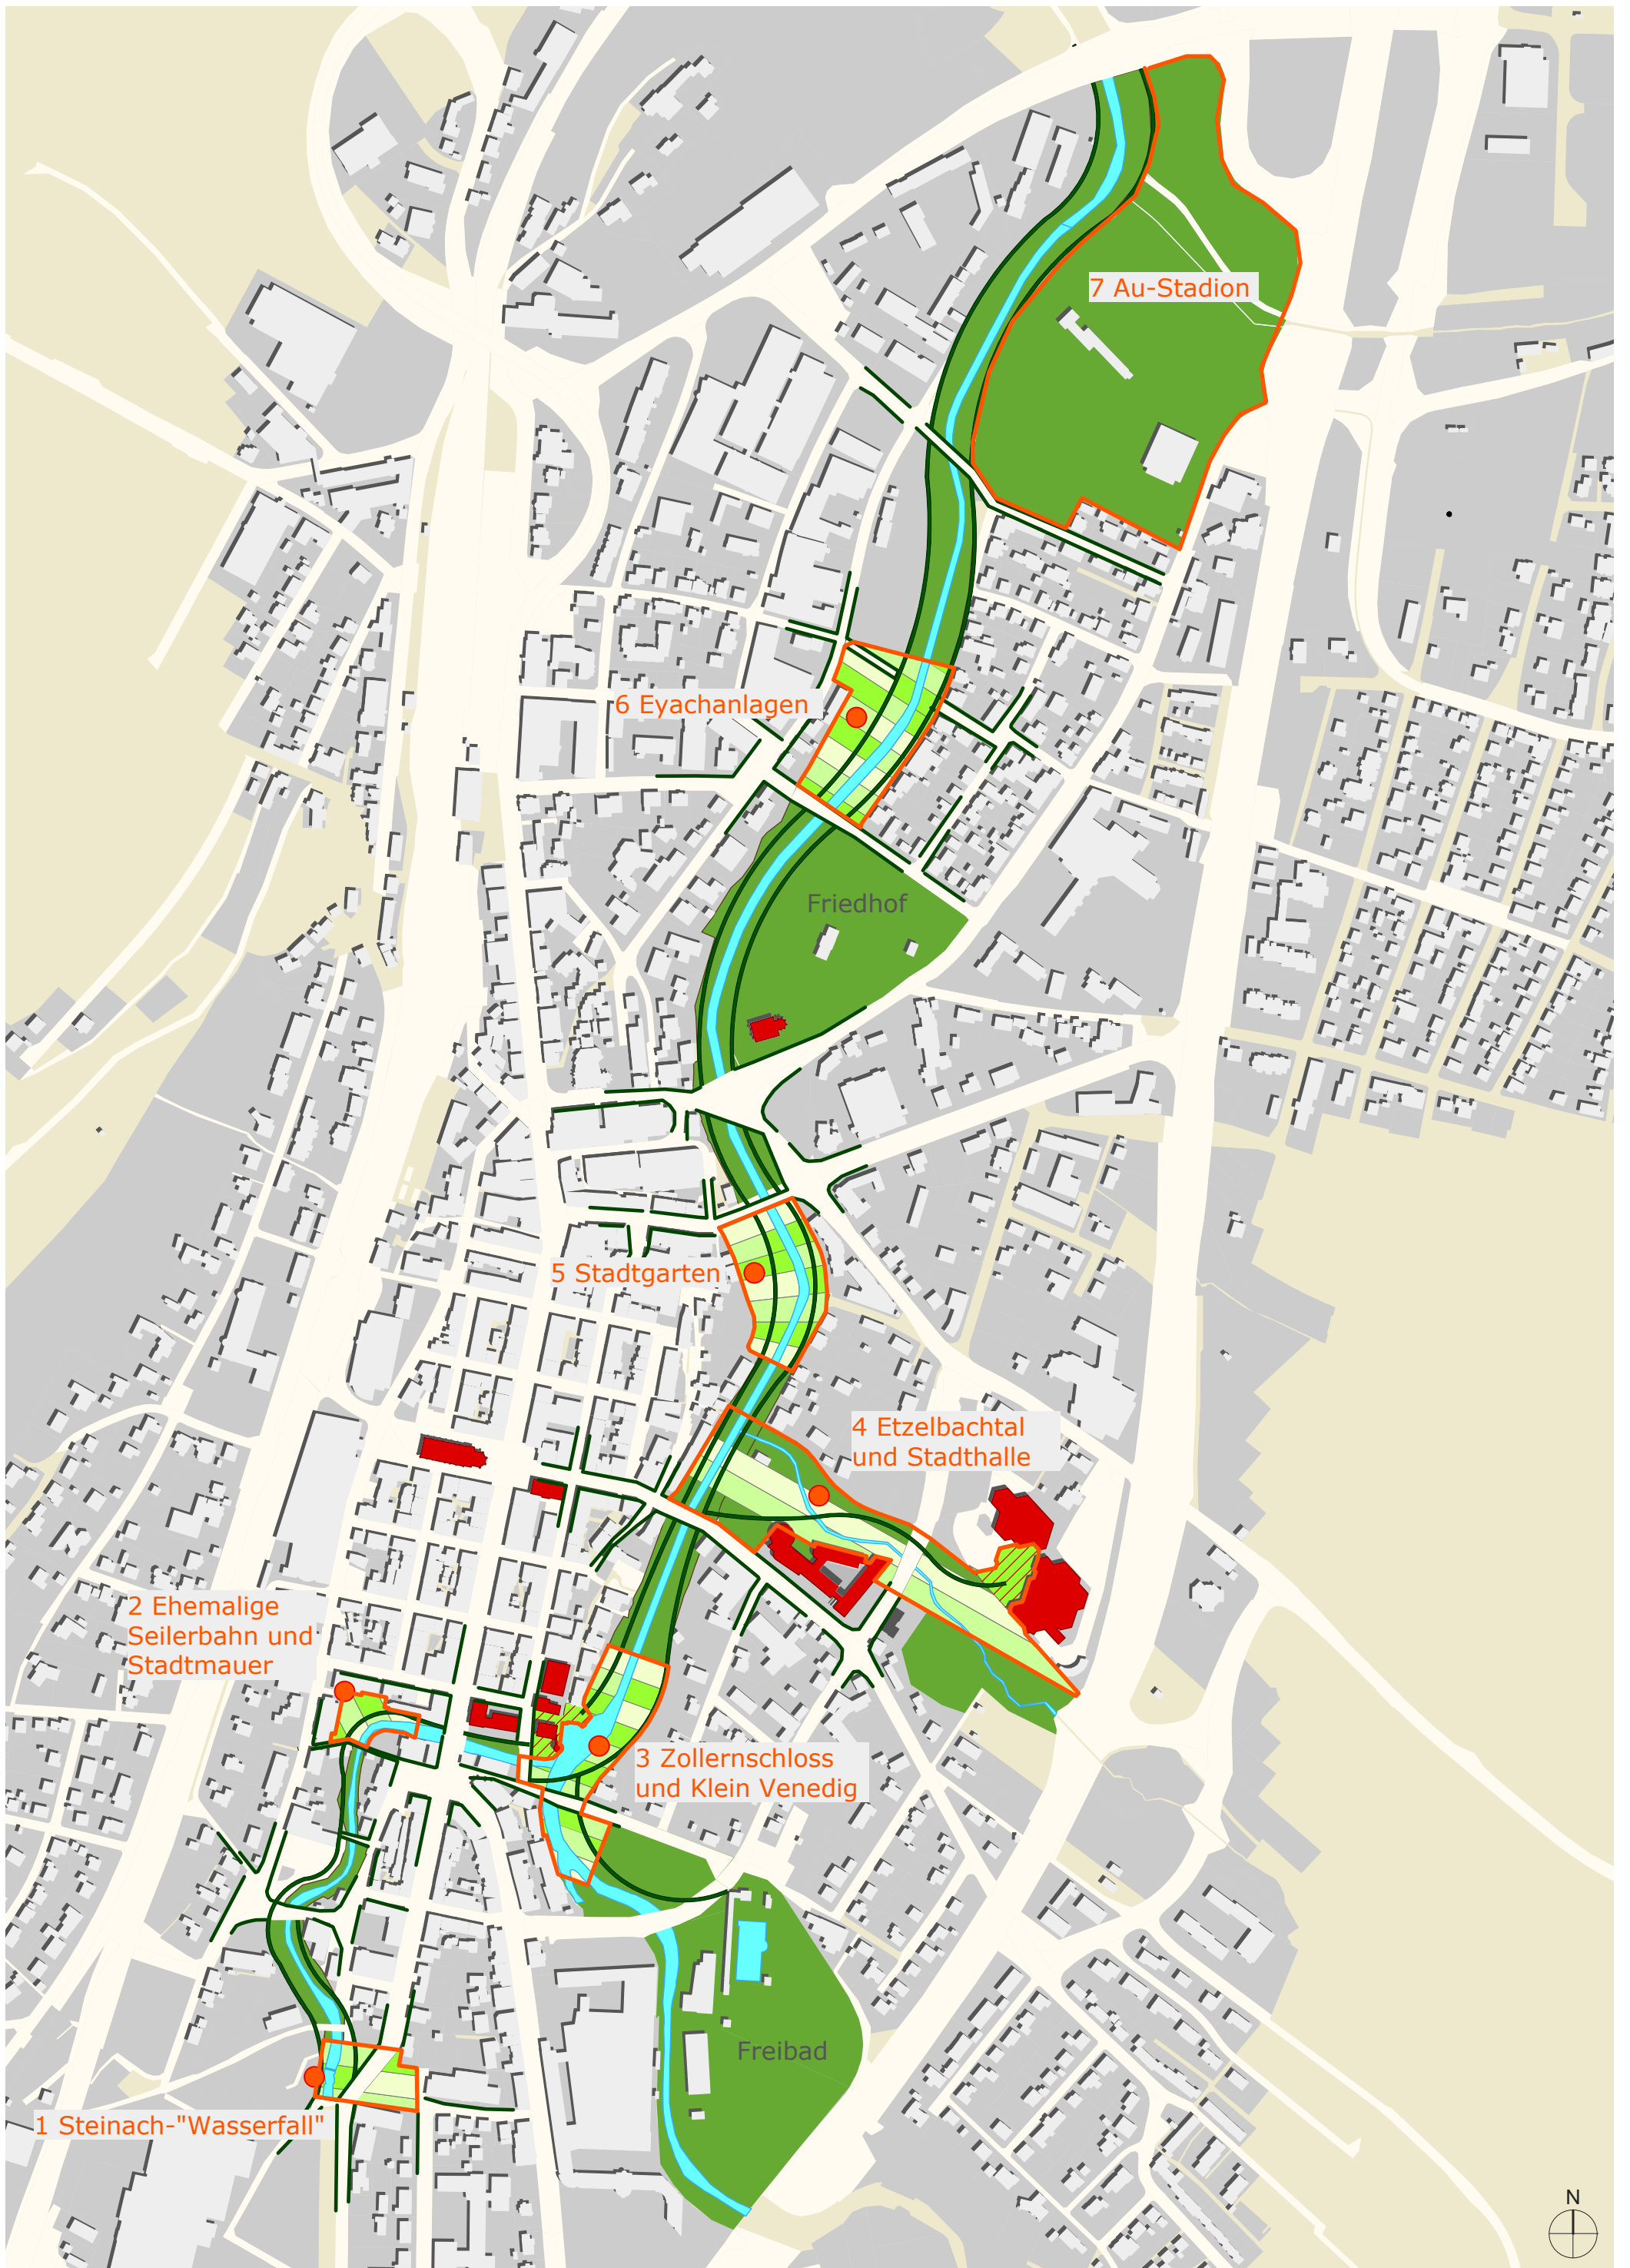 7 Au-Stadion
6 Eyachanlagen
Friedhof
5 Stadtgarten
4 Etzelbachtal
und Stadthalle
2 Ehemalige
Seilerbahn und
Stadtmauer
3 Zollernschloss
und Klein Venedig
Freibad
1 Steinach-"Wasserfall"
N